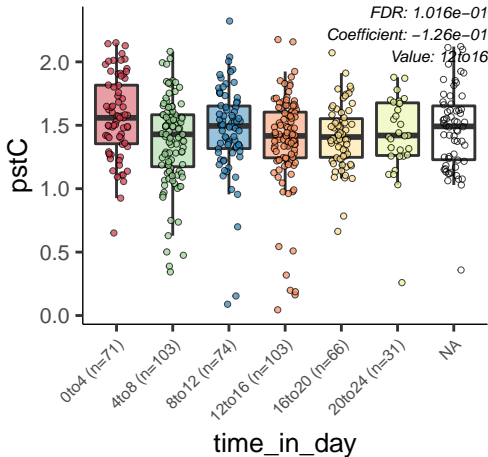 FDR: 1.016e−01
Coefficient: −1.26e−01
Value: 12to16
2.0
1.5
1.0
0.5
0.0
pstC
0to4 (n=71)
4to8 (n=103)
8to12 (n=74)
12to16 (n=103)
16to20 (n=66)
20to24 (n=31)
NA
time_in_day